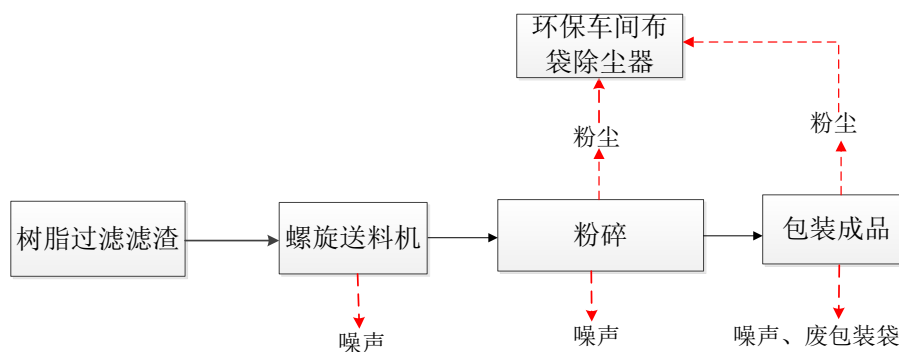 环保车间布
袋除尘器
粉尘
粉尘
树脂过滤滤渣
螺旋送料机
粉碎
包装成品
噪声
噪声
噪声、废包装袋